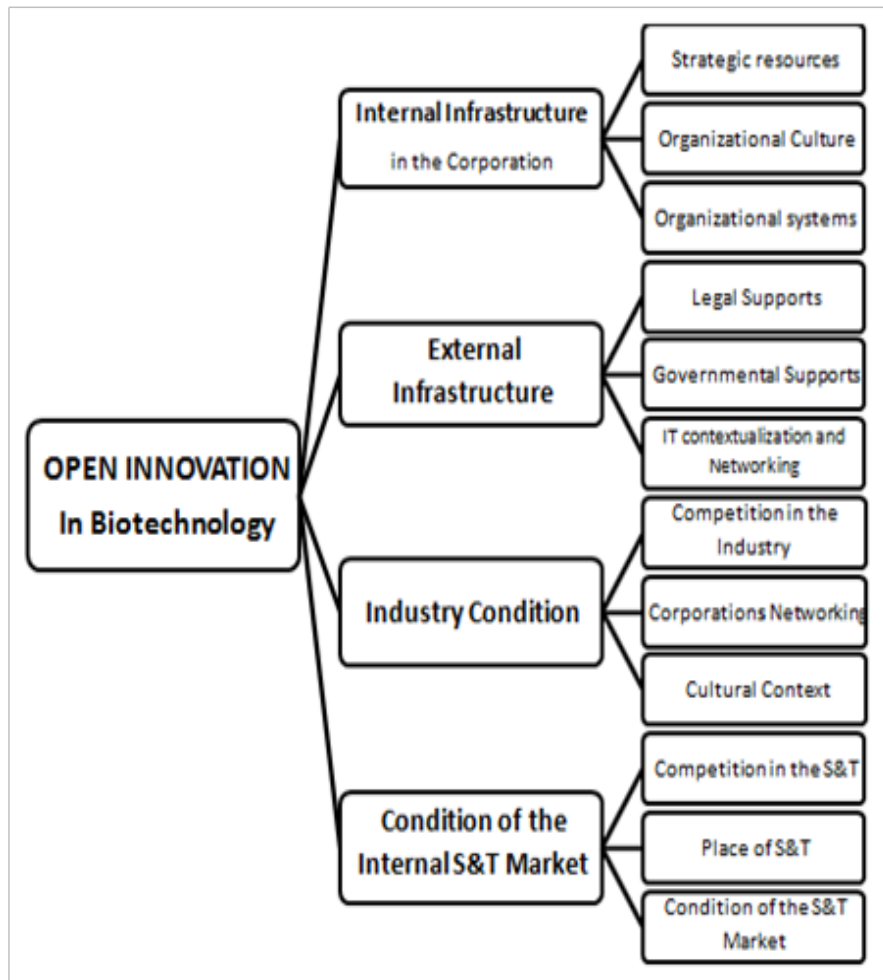 OPEN INNOVATION
In Biotechnology
Internal Infrastructure
in the Corporation
Strategic resources
Organizational Culture
Organizational systems
External
Infrastructure
Legal Supports
Governmental Supports
IT contextualization and
Networking
Industry Condition
Competition in the
Industry
Corporations Networking
Cultural Context
Condition of the
Internal S&T Market
Competition in the S&T
Place of S&T
Condition of the S&T
Market